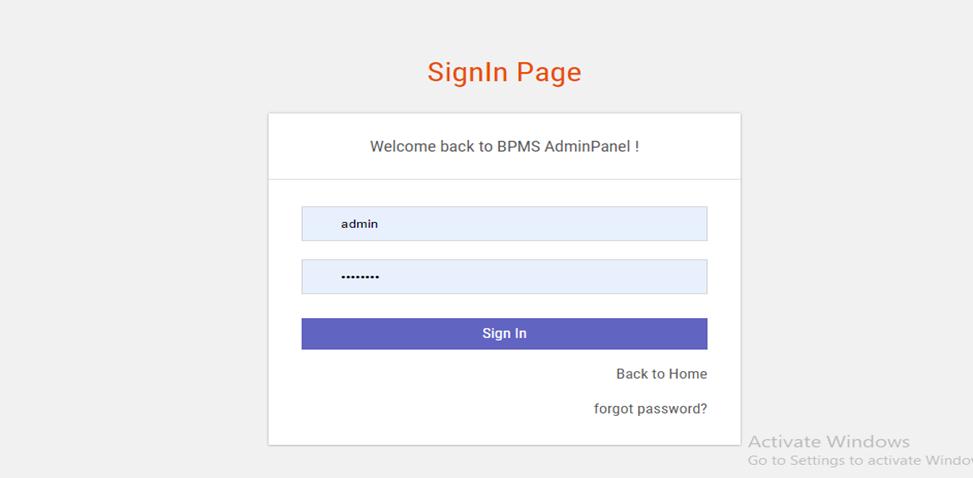 SignIn Page
Welcome back to BPMS AdminPanel !
admin
••••••••
Sign In
Back to Home
forgot password?
Activate Windows
Go to Settings to activate Windo